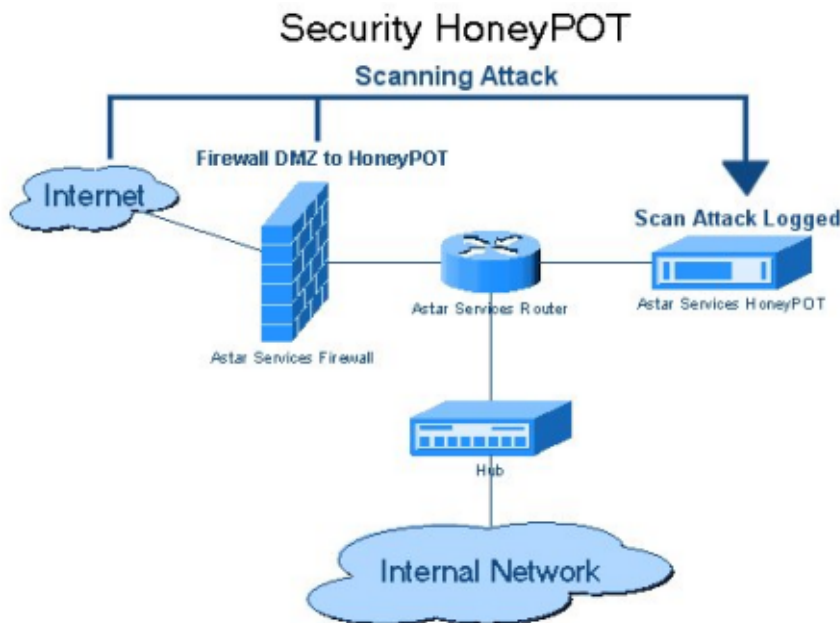 Security HoneyPOT
Scanning Attack
Firewall DMZ to HoneyPOT
Internet
Scan Attack Logged
Astar Services Router
Astar Services HoneyPOT
Astar Services Firewall
Hub
Internal Network